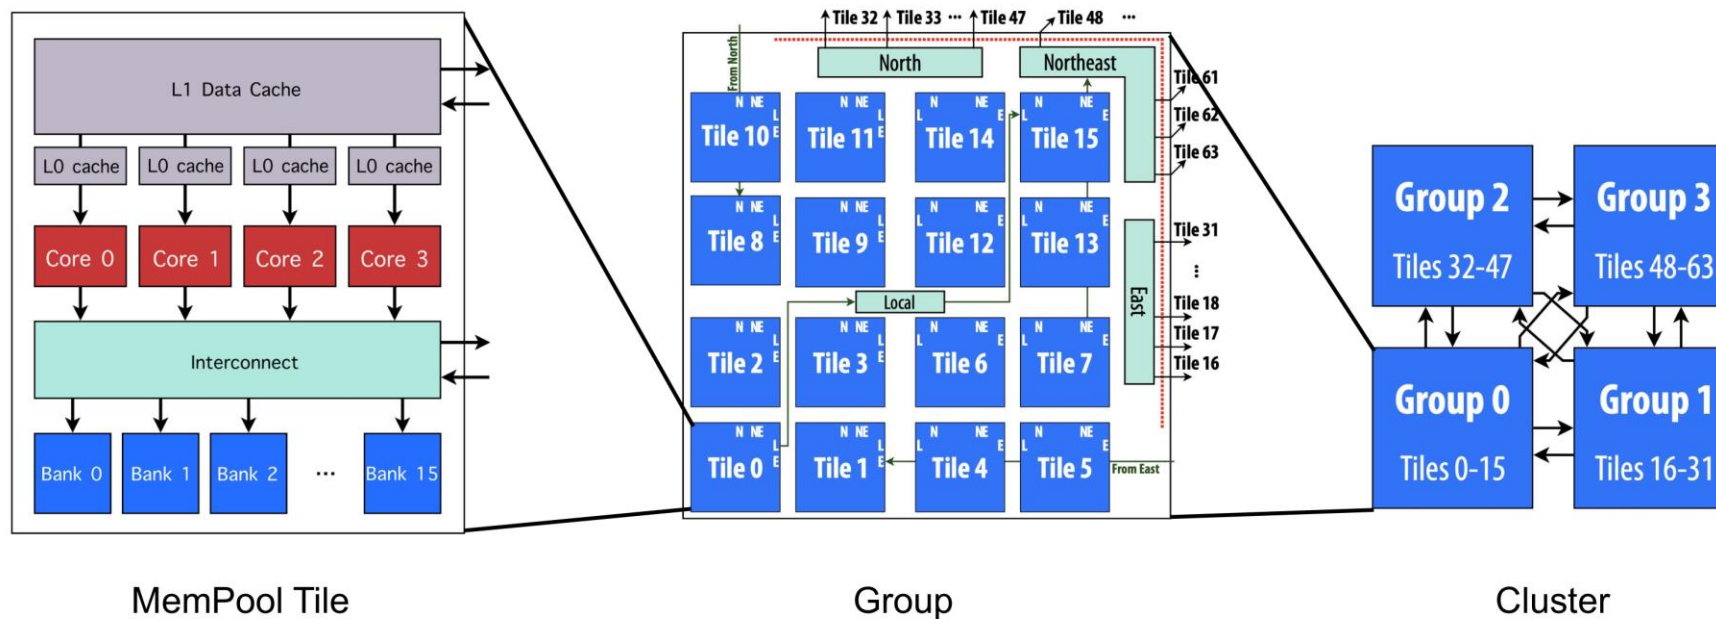 L1 Data Cache
L0 cache L0 cache L0 cache L0 cache
Core 0 Core 1 Core 2 Core 3
Interconnect
Bank 0 Bank 1 Bank 2 ... Bank 15
MemPool Tile
Tile 32 Tile 33 ... Tile 47 Tile 48 ...
From North
North
Northeast
Tile 61
Tile 62
Tile 63
N NE N NE N NE N NE
L L L E L E
E E
Tile 10 Tile 11 Tile 14 Tile 15
N NE N NE N NE N NE
L L L E L E
E E
Tile 8 Tile 9 Tile 12 Tile 13
Tile 31
...
Tile 18
Tile 17
Tile 16
East
Local
N NE N NE N NE N NE
L L L E L E
E E
Tile 2 Tile 3 Tile 6 Tile 7
N NE N NE N NE N NE
L L L E L E
E E
Tile 0 Tile 1 Tile 4 Tile 5
From East
Group
Group 2 Group 3
Tiles 32-47 Tiles 48-63
Group 0 Group 1
Tiles 0-15 Tiles 16-31
Cluster